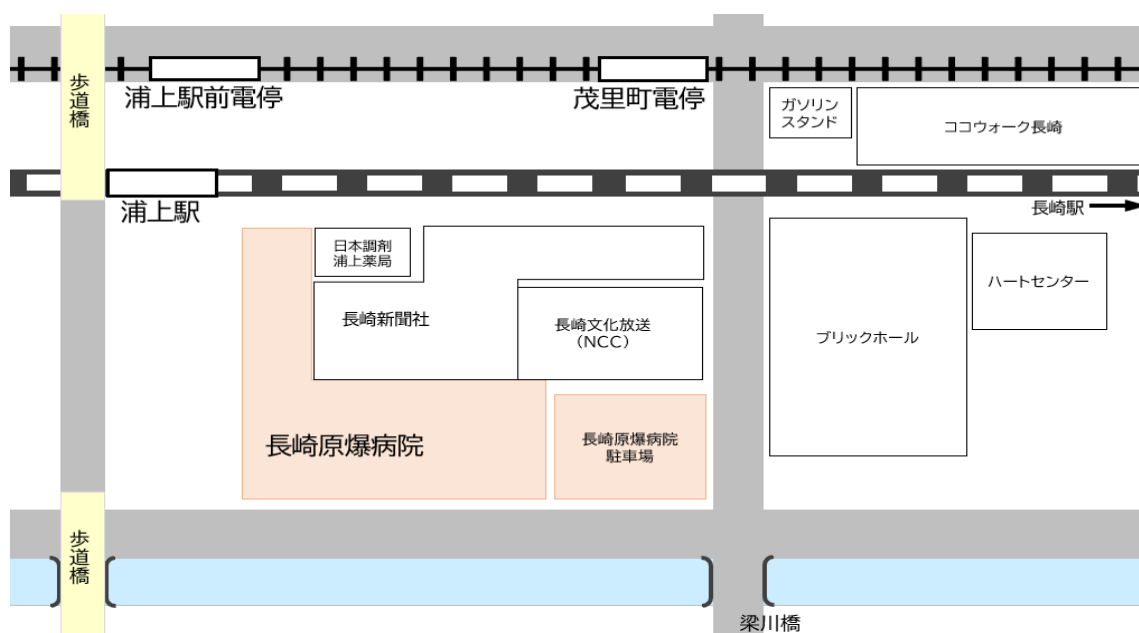 歩道橋
浦上駅前電停
茂里町電停
ガソリン
スタンド
ココウォーク長崎
浦上駅
長崎駅
日本調剤
浦上薬局
長崎新聞社
長崎文化放送
（NCC）
ブリックホール
ハートセンター
長崎原爆病院
長崎原爆病院
駐車場
歩道橋
梁川橋